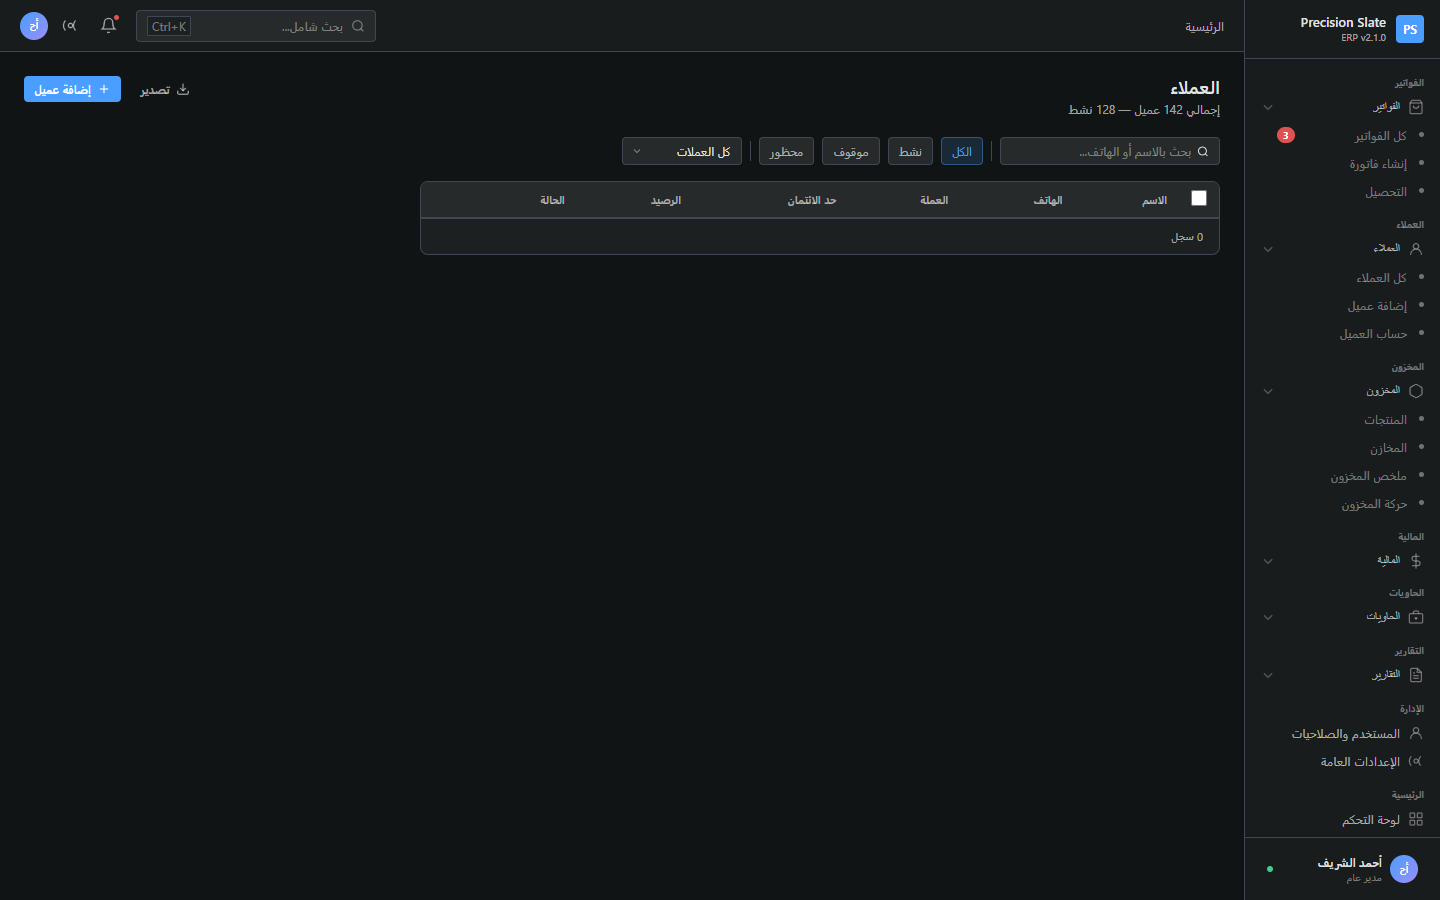 Precision Slate
ERP v2.1.0
PS
الفواتير
الفواتير
كل الفواتير
3
إنشاء فاتورة
التحصيل
العملاء
العملاء
كل العملاء
إضافة عميل
حساب العميل
المخزون
المخزون
المنتجات
المخازن
ملخص المخزون
حركة المخزون
المالية
المالية
الحاويات
الحاويات
التقارير
التقارير
الإدارة
المستخدم والصلاحيات
الإعدادات العامة
الرئيسية
لوحة التحكم
أحمد الشريف
مدير عام
أح
الرئيسية
بحث شامل...
Ctrl+K
أح
العملاء
إجمالي 142 عميل — 128 نشط
تصدير
إضافة عميل
بحث بالاسم أو الهاتف...
الكل
نشط
موقوف
محظور
كل العملات
الاسم الهاتف العملة حد الائتمان الرصيد الحالة
0 سجل